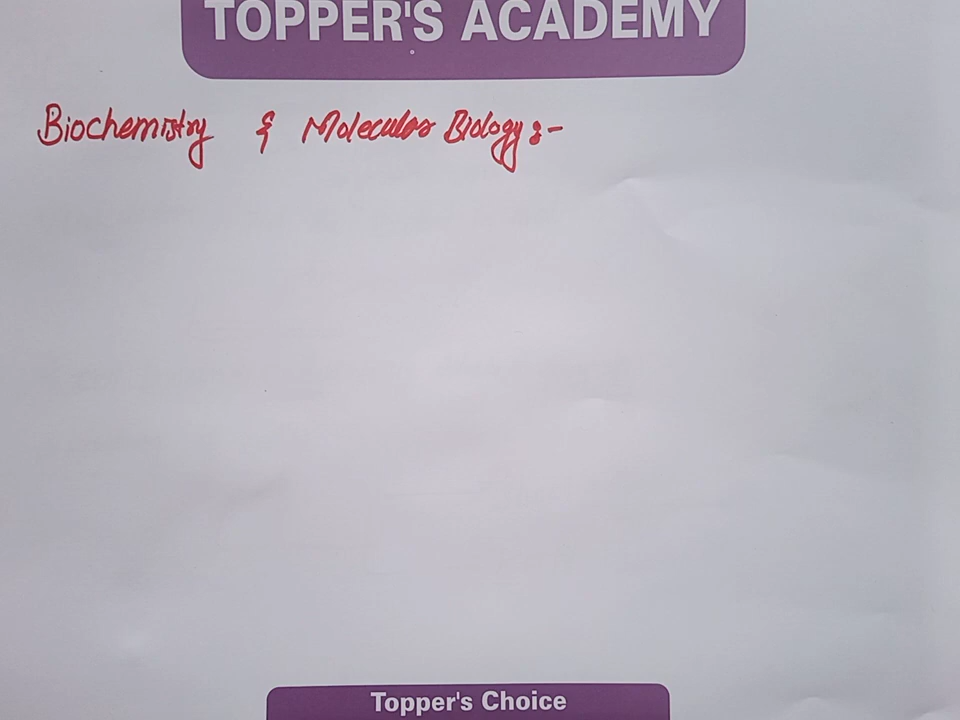 TOPPER'S ACADEMY
Biochemistry & Molecular Biology :-
Topper's Choice